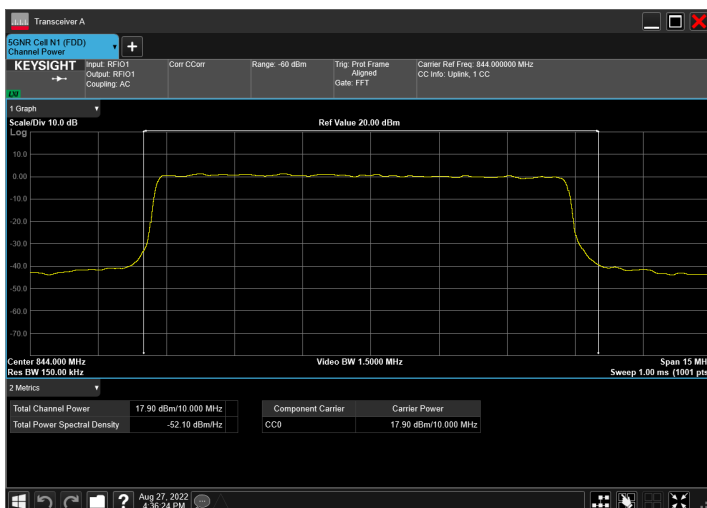 Transceiver A
5GNR Cell N1 (FDD)
Channel Power
KEYSIGHT
Input: RFIO1
Output: RFIO1
Coupling: AC
Corr CCorr
Range: -60 dBm
Trig: Prot Frame
Aligned
Gate: FFT
Carrier Ref Freq: 844.000000 MHz
CC Info: Uplink, 1 CC
LXI
1 Graph
Scale/Div 10.0 dB
Ref Value 20.00 dBm
Log
10.0
0.00
-10.0
-20.0
-30.0
-40.0
-50.0
-60.0
-70.0
Center 844.000 MHz
Video BW 1.5000 MHz
Span 15 MH
Res BW 150.00 kHz
Sweep 1.00 ms (1001 pts
2 Metrics
Total Channel Power 17.90 dBm/10.000 MHz
Total Power Spectral Density -52.10 dBm/Hz
Component Carrier Carrier Power
CC0 17.90 dBm/10.000 MHz
?
Aug 27, 2022
4:36:24 PM